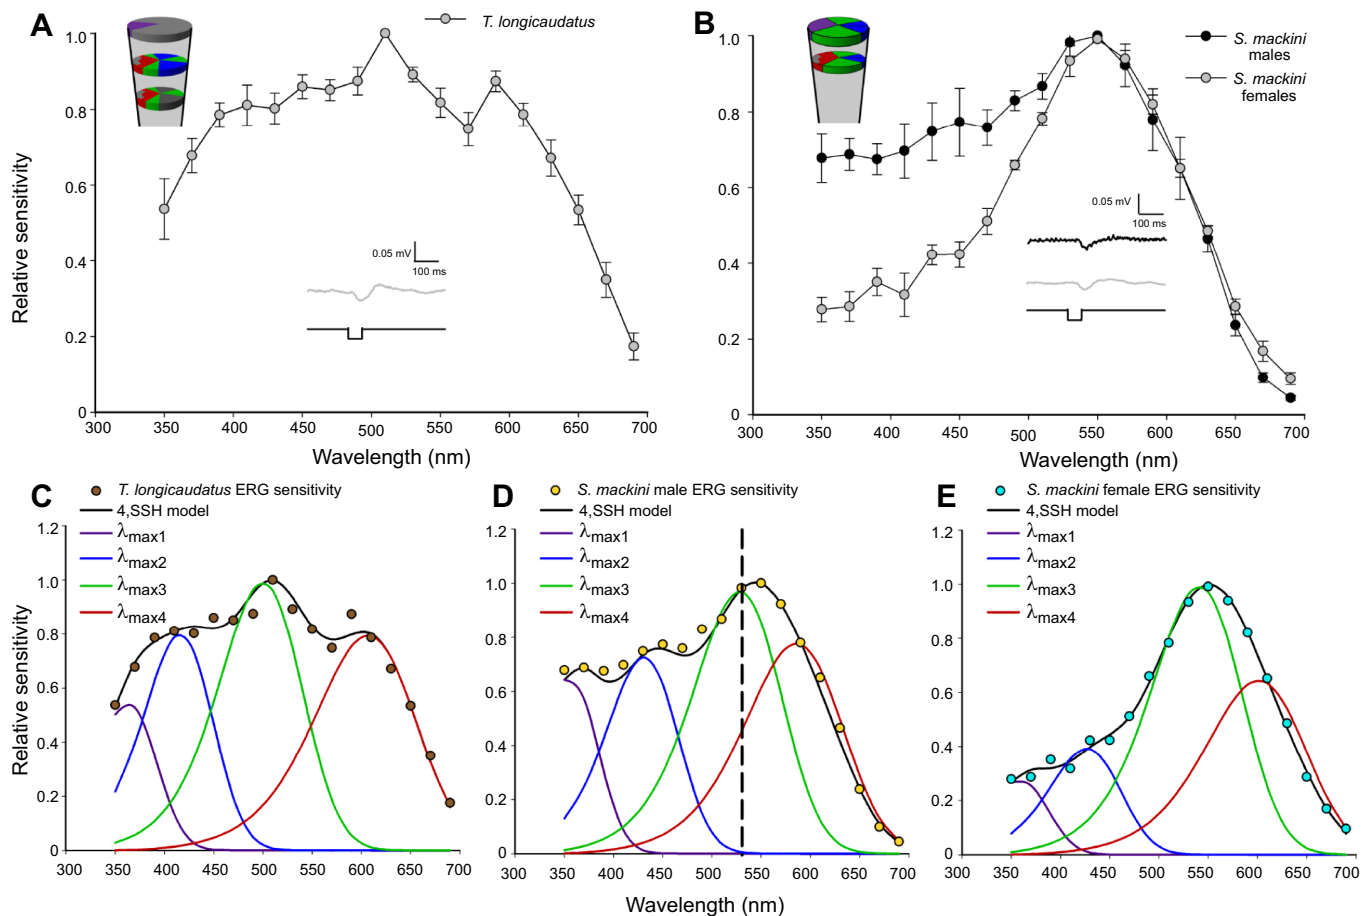 A
T. longicaudatus
1.0
0.8
0.6
0.4
0.2
0
Relative sensitivity
0.05 mV
100 ms
300 350 400 450 500 550 600 650 700
Wavelength (nm)
B
S. mackini
males
S. mackini
females
1.0
0.8
0.6
0.4
0.2
0
0.05 mV
100 ms
300 350 400 450 500 550 600 650 700
Wavelength (nm)
C
T. longicaudatus ERG sensitivity
4,SSH model
λmax1
λmax2
λmax3
λmax4
1.2
1.0
0.8
0.6
0.4
0.2
0
Relative sensitivity
300 350 400 450 500 550 600 650 700
D
S. mackini male ERG sensitivity
4,SSH model
λmax1
λmax2
λmax3
λmax4
1.2
1.0
0.8
0.6
0.4
0.2
0
300 350 400 450 500 550 600 650 700
Wavelength (nm)
E
S. mackini female ERG sensitivity
4,SSH model
λmax1
λmax2
λmax3
λmax4
1.2
1.0
0.8
0.6
0.4
0.2
0
300 350 400 450 500 550 600 650 700